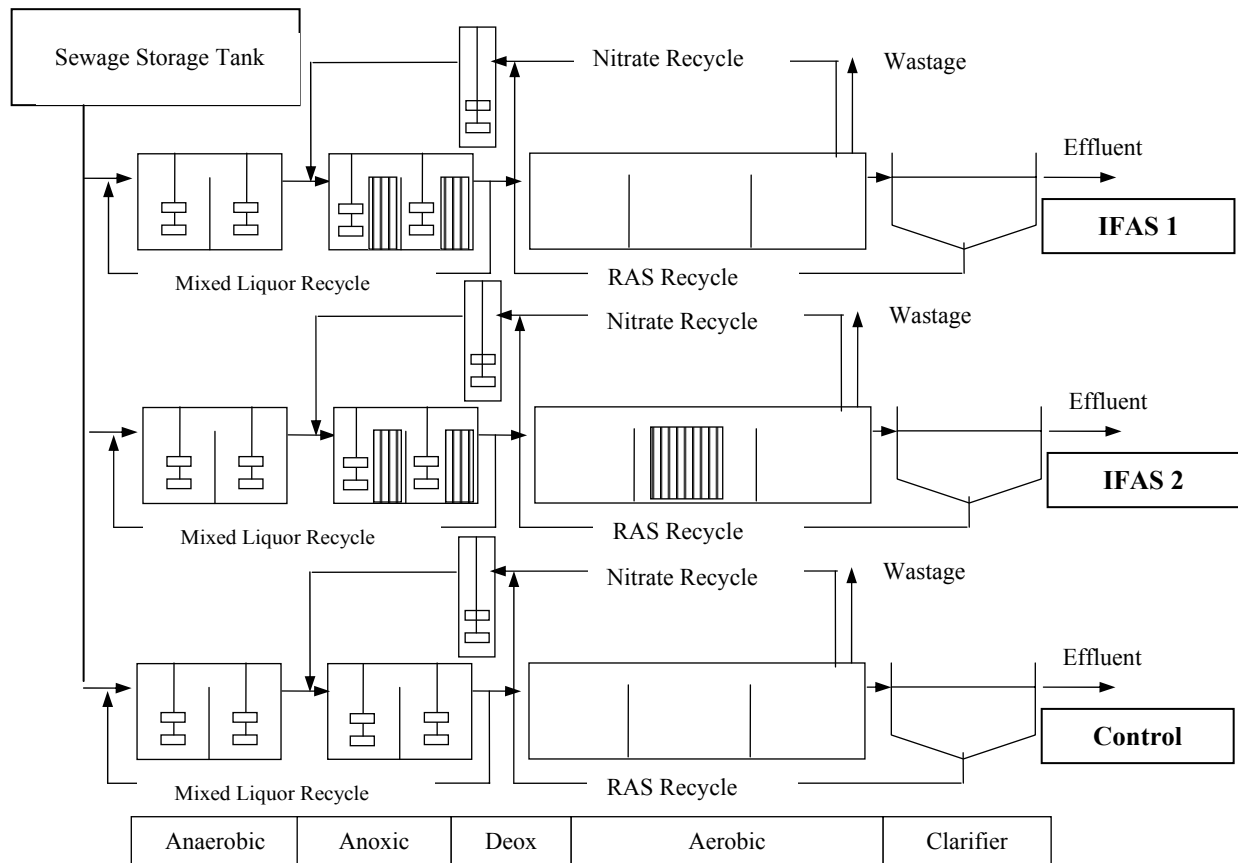 Sewage Storage Tank
Nitrate Recycle
Wastage
Effluent
IFAS 1
Mixed Liquor Recycle
RAS Recycle
Nitrate Recycle
Wastage
Effluent
IFAS 2
Mixed Liquor Recycle
RAS Recycle
Nitrate Recycle
Wastage
Effluent
Control
Mixed Liquor Recycle
RAS Recycle
Anaerobic
Anoxic
Deox
Aerobic
Clarifier